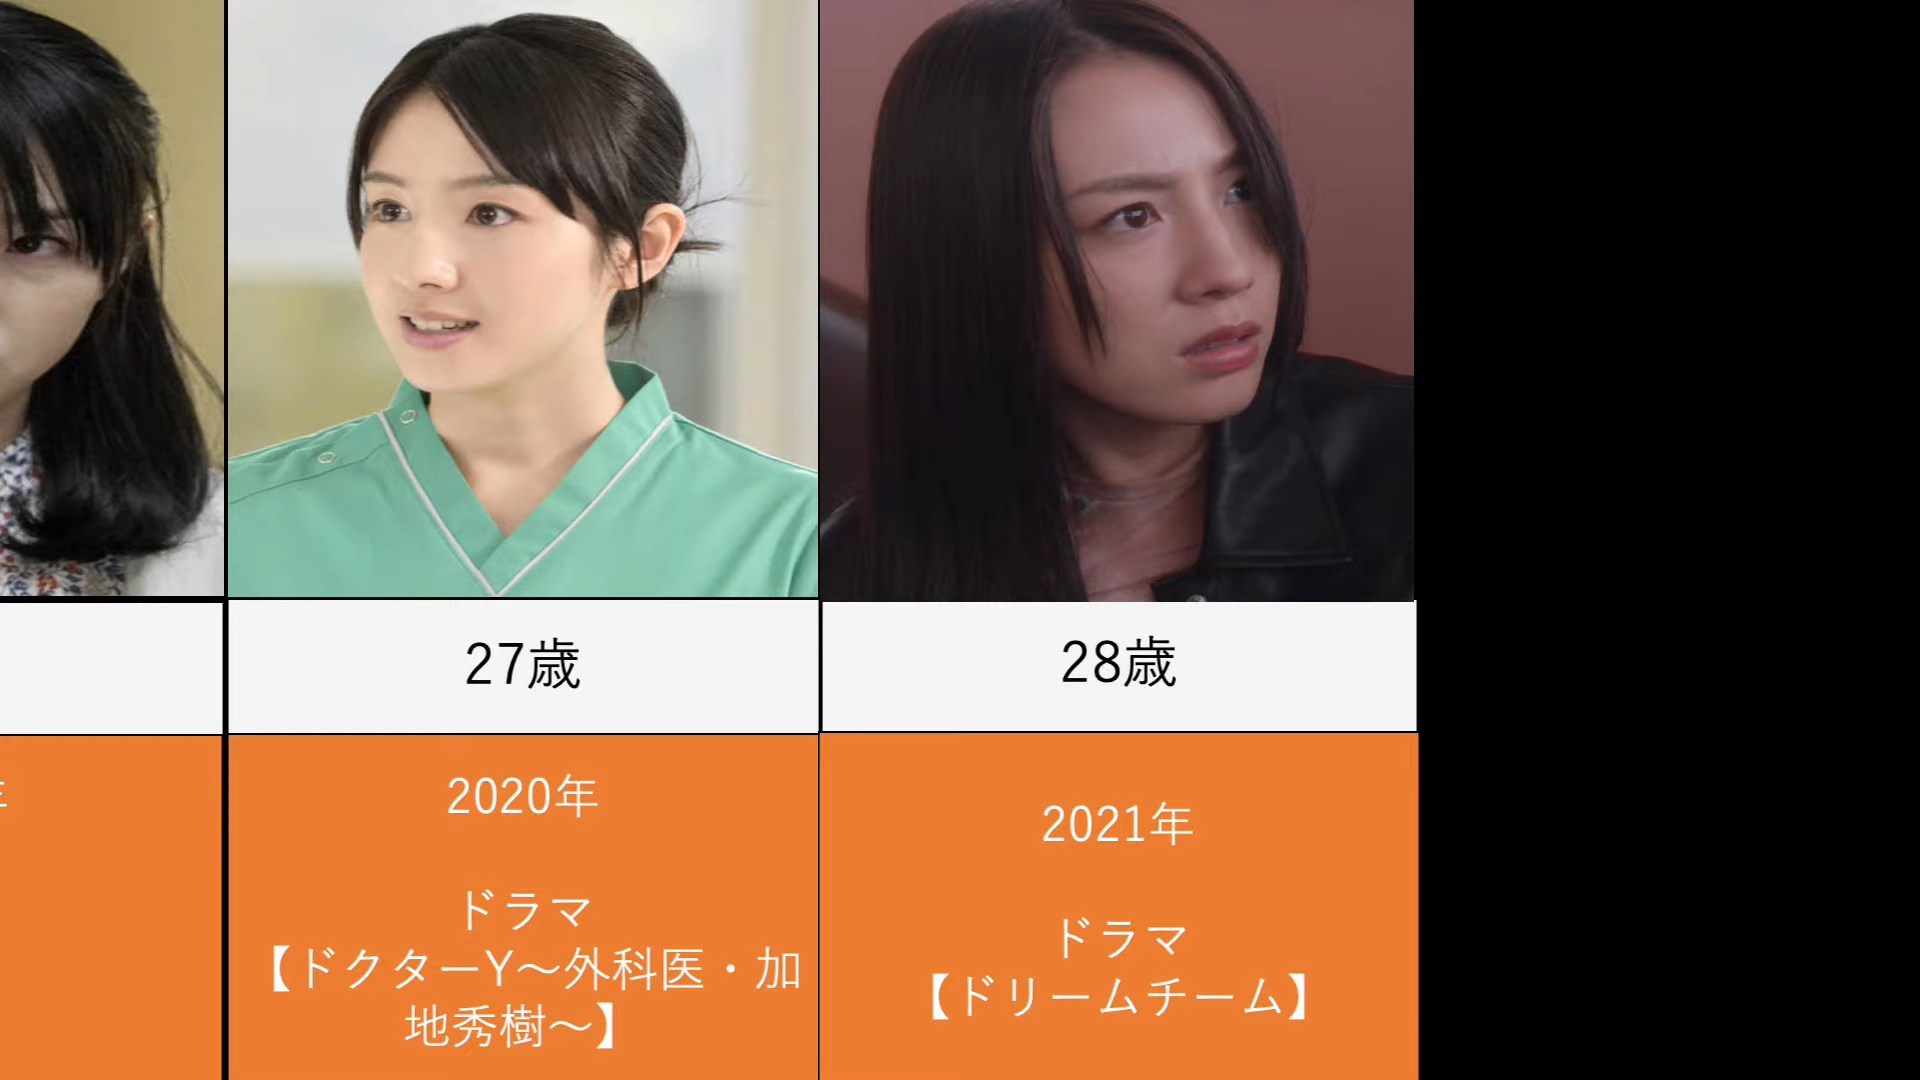 27歳
28歳
年
2020年
ドラマ
【ドクターY～外科医・加
地秀樹～】
2021年
ドラマ
【ドリームチーム】